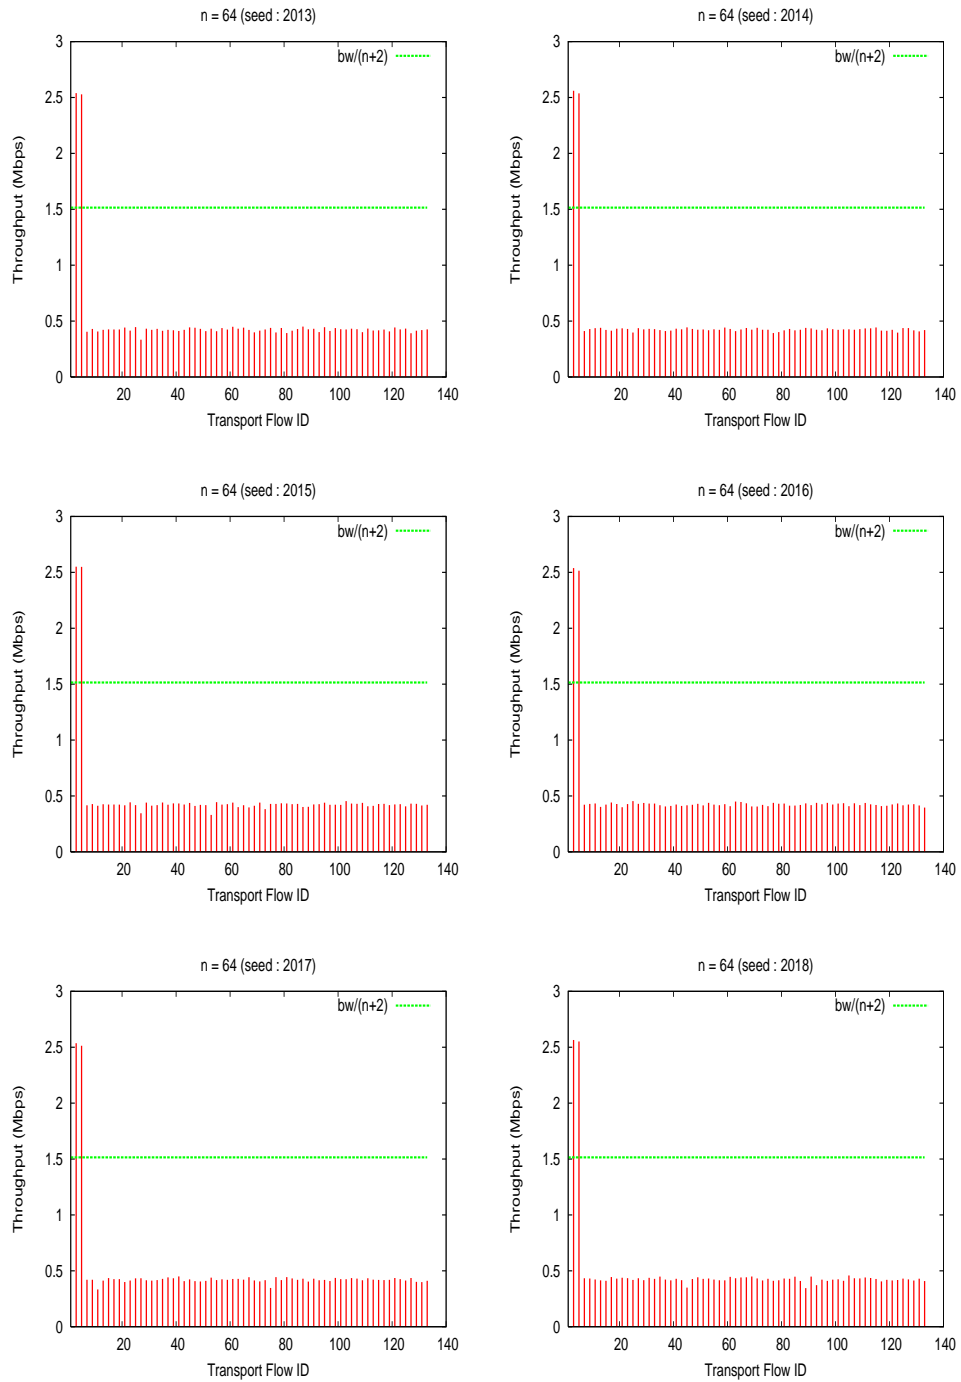 n = 64 (seed : 2013)
3
2.5
2
1.5
1
0.5
0
20 40 60 80 100 120 140
Throughput (Mbps)
Transport Flow ID
bw/(n+2)
n = 64 (seed : 2014)
3
2.5
2
1.5
1
0.5
0
20 40 60 80 100 120 140
Throughput (Mbps)
Transport Flow ID
bw/(n+2)
n = 64 (seed : 2015)
3
2.5
2
1.5
1
0.5
0
20 40 60 80 100 120 140
Throughput (Mbps)
Transport Flow ID
bw/(n+2)
n = 64 (seed : 2016)
3
2.5
2
1.5
1
0.5
0
20 40 60 80 100 120 140
Throughput (Mbps)
Transport Flow ID
bw/(n+2)
n = 64 (seed : 2017)
3
2.5
2
1.5
1
0.5
0
20 40 60 80 100 120 140
Throughput (Mbps)
Transport Flow ID
bw/(n+2)
n = 64 (seed : 2018)
3
2.5
2
1.5
1
0.5
0
20 40 60 80 100 120 140
Throughput (Mbps)
Transport Flow ID
bw/(n+2)